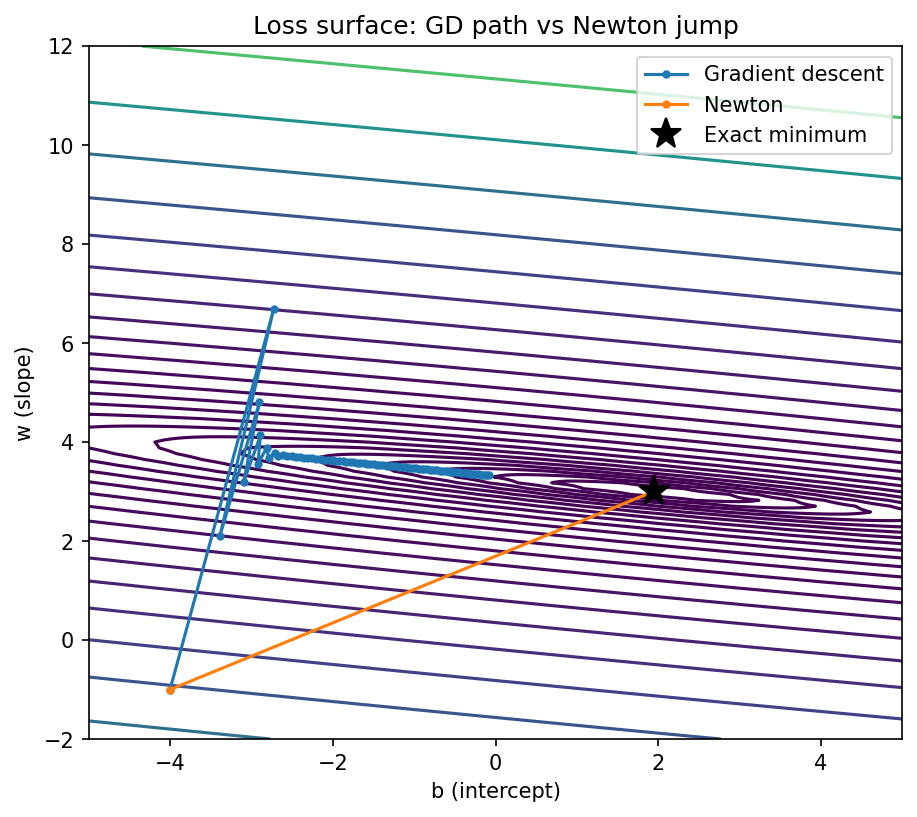 Loss surface: GD path vs Newton jump
Gradient descent
Newton
Exact minimum
12
10
8
6
4
2
0
−2
w (slope)
−4
−2
0
2
4
b (intercept)